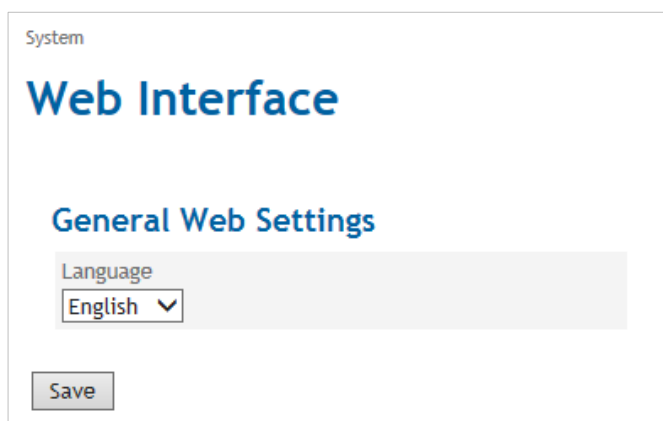 System
Web Interface
General Web Settings
Language
English
Save